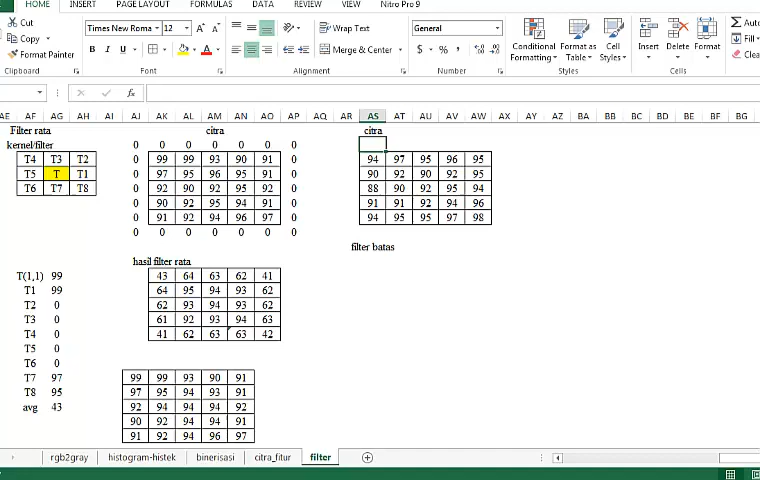 HOME INSERT PAGE LAYOUT FORMULAS DATA REVIEW VIEW Nitro Pro 9
Cut
Copy
Format Painter
Clipboard
Times New Roma 12
B I U
Font
Wrap Text
Merge & Center
Alignment
General
$ % ,
Number
Conditional Formatting
Format as Table
Cell Styles
Styles
Insert Delete Format
Cells
Fill
fx
AE AF AG AH AI AJ AK AL AM AN AO AP AQ AR AS AT AU AV AW AX AY AZ BA BB BC BD BE BF BG
Filter rata citra citra
kernel/filter 0 0 0 0 0 0 0
T4 T3 T2 0 99 99 93 90 91 0 94 97 95 96 95
T5 T T1 0 97 95 96 95 91 0 90 92 90 92 95
T6 T7 T8 0 92 90 92 95 92 0 88 90 92 95 94
0 90 92 95 94 91 0 91 91 92 94 96
0 91 92 94 96 97 0 94 95 95 97 98
0 0 0 0 0 0 0
filter batas
hasil filter rata
T(1,1) 99 43 64 63 62 41
T1 99 64 95 94 93 62
T2 0 62 93 94 93 62
T3 0 61 92 93 94 63
T4 0 41 62 63 63 42
T5 0
T6 0
T7 97 99 99 93 90 91
T8 95 97 95 94 93 91
avg 43 92 94 94 94 92
90 92 94 94 91
91 92 94 96 97
rgb2gray histogram-histek binerisasi citra_fitur filter